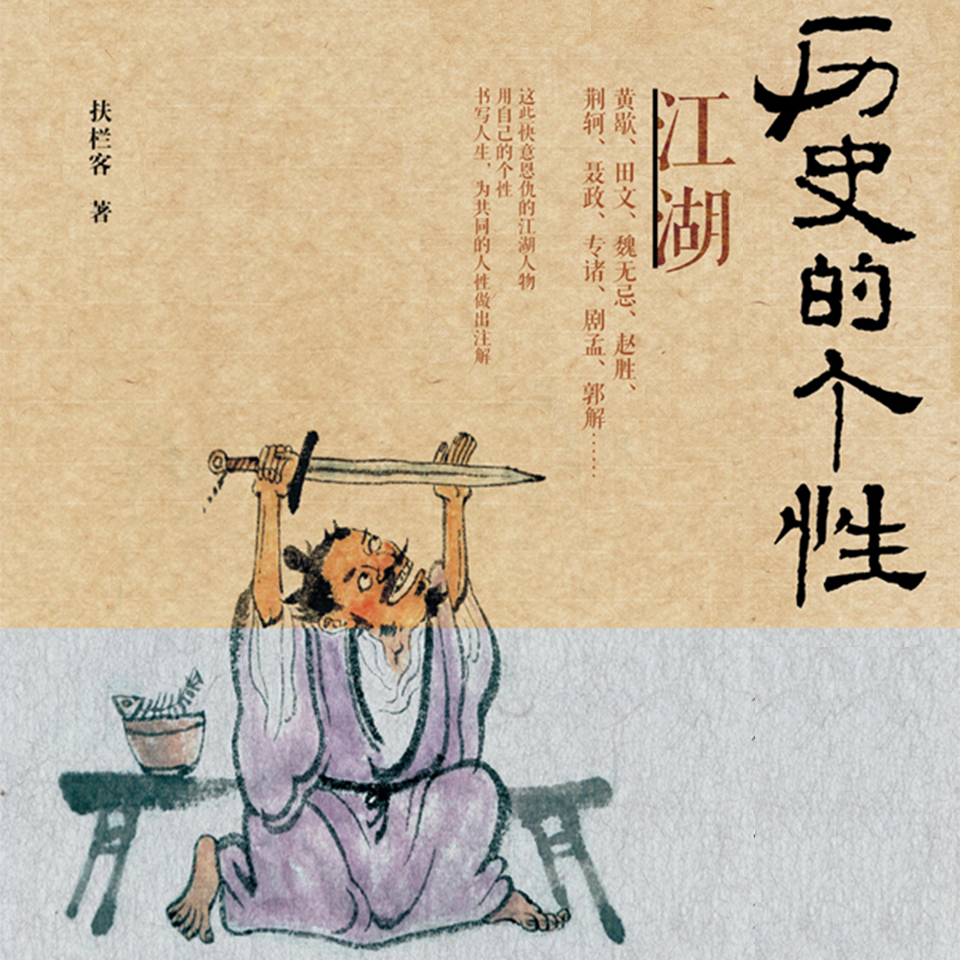 历史的个性
江湖
黄歇、田文、魏无忌、赵胜、
荆轲、聂政、专诸、剧孟、郭解……
这些快意恩仇的江湖人物
用自己的个性
书写人生，为共同的人性做出注解
扶栏客 著